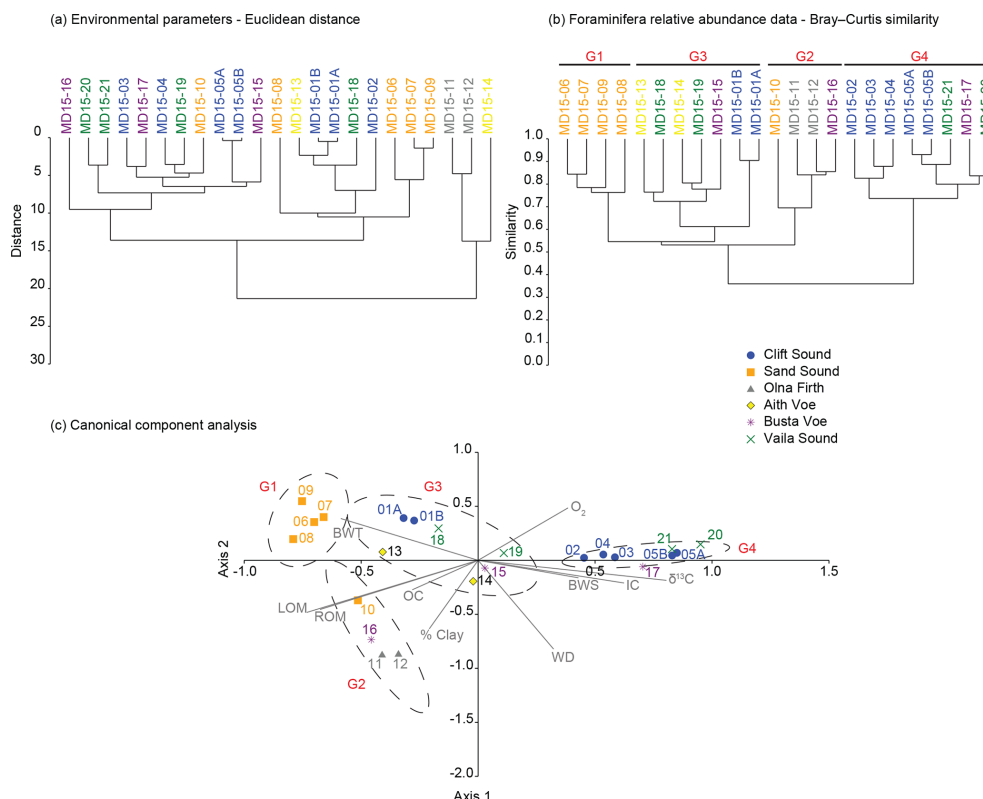 (a) Environmental parameters - Euclidean distance
MD15-16 MD15-20 MD15-21 MD15-03 MD15-17 MD15-04 MD15-19 MD15-10 MD15-05A MD15-05B MD15-15 MD15-08 MD15-13 MD15-01B MD15-01A MD15-18 MD15-02 MD15-06 MD15-07 MD15-09 MD15-11 MD15-12 MD15-14
0
5
10
15
20
25
30
Distance
(b) Foraminifera relative abundance data - Bray–Curtis similarity
G1 G3 G2 G4
MD15-06 MD15-07 MD15-09 MD15-08 MD15-13 MD15-18 MD15-14 MD15-19 MD15-15 MD15-01B MD15-01A MD15-10 MD15-11 MD15-12 MD15-16 MD15-02 MD15-03 MD15-04 MD15-05A MD15-05B MD15-21 MD15-17
1.0
0.9
0.8
0.7
0.6
0.5
0.4
0.3
0.2
0.1
0.0
Similarity
Clift Sound
Sand Sound
Olna Firth
Aith Voe
Busta Voe
Vaila Sound
(c) Canonical component analysis
1.0
G1 G3
09
0.5
01A 01B
O2
07
06
18
BWT
08
21 20
04
13
19
02 03 05B 05A
G4
Axis 2
-1 -0.5 0.5 1.0 1.5
15
17
14
δ13C
BWS IC
OC
LOM
ROM
10
-0.5
16
% Clay
WD
11 12
-1.0
G2
-1.5
-2.0
Axis 1